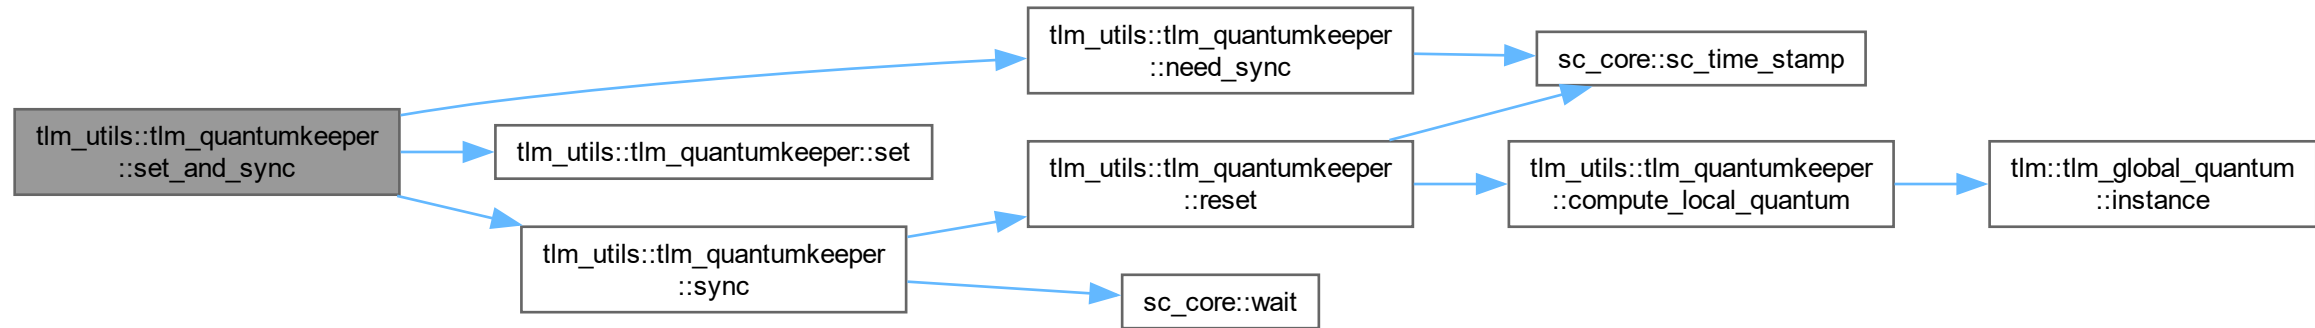 tlm_utils::tlm_quantumkeeper
::set_and_sync
tlm_utils::tlm_quantumkeeper
::need_sync
tlm_utils::tlm_quantumkeeper::set
tlm_utils::tlm_quantumkeeper
::sync
tlm_utils::tlm_quantumkeeper
::reset
sc_core::wait
sc_core::sc_time_stamp
tlm_utils::tlm_quantumkeeper
::compute_local_quantum
tlm::tlm_global_quantum
::instance